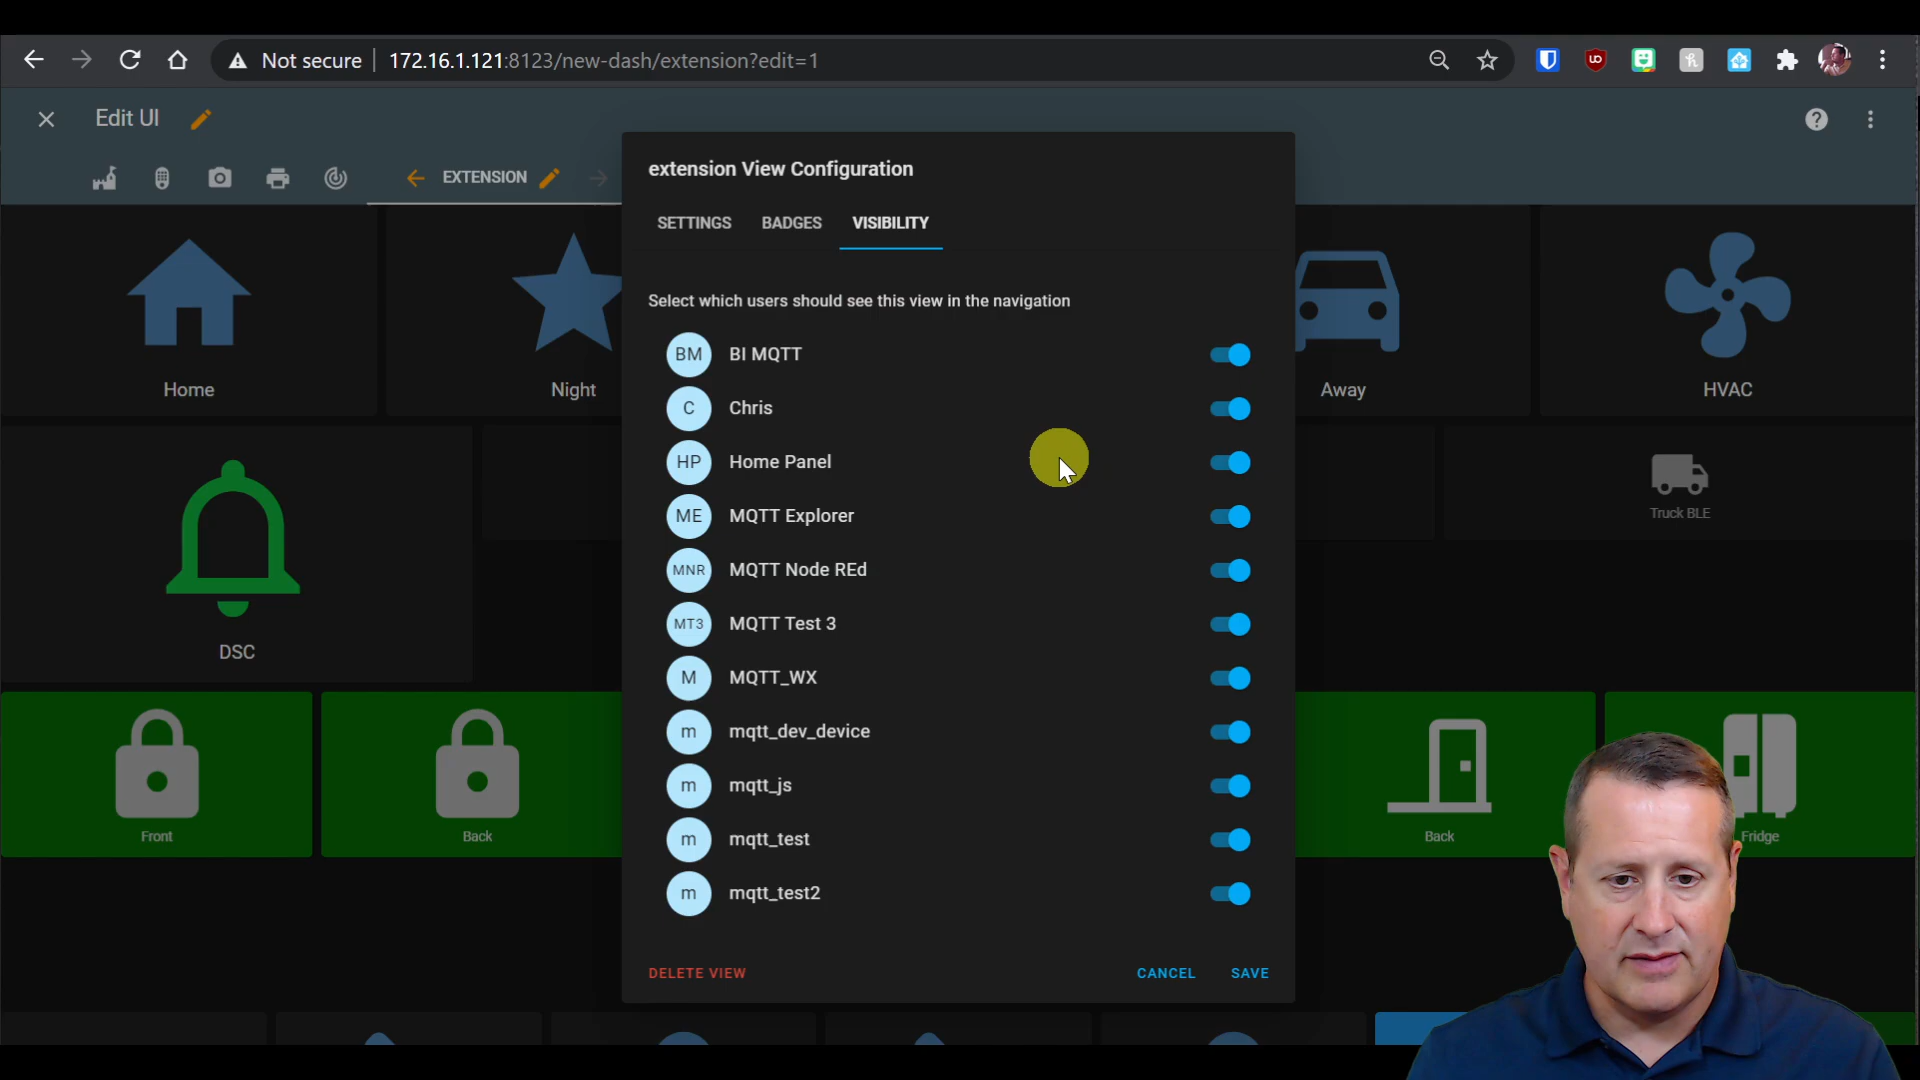 Not secure
172.16.1.121:8123/new-dash/extension?edit=1
Edit UI
EXTENSION
extension View Configuration
SETTINGS BADGES VISIBILITY
Select which users should see this view in the navigation
BM BI MQTT
C Chris
HP Home Panel
ME MQTT Explorer
MNR MQTT Node REd
MT3 MQTT Test 3
M MQTT_WX
m mqtt_dev_device
m mqtt_js
m mqtt_test
m mqtt_test2
DELETE VIEW CANCEL SAVE
Home
Night
Away
HVAC
DSC
Truck BLE
Front
Back
Back
Fridge